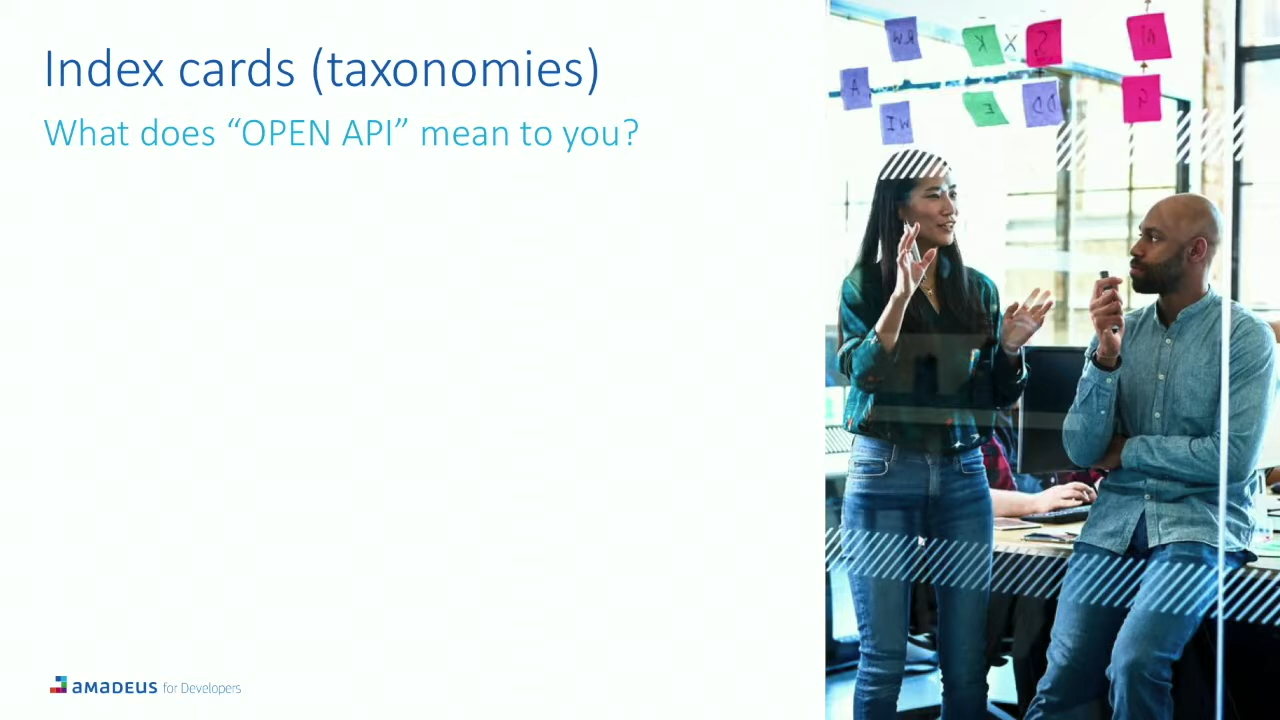 Index cards (taxonomies)
What does “OPEN API” mean to you?
amadeus for Developers